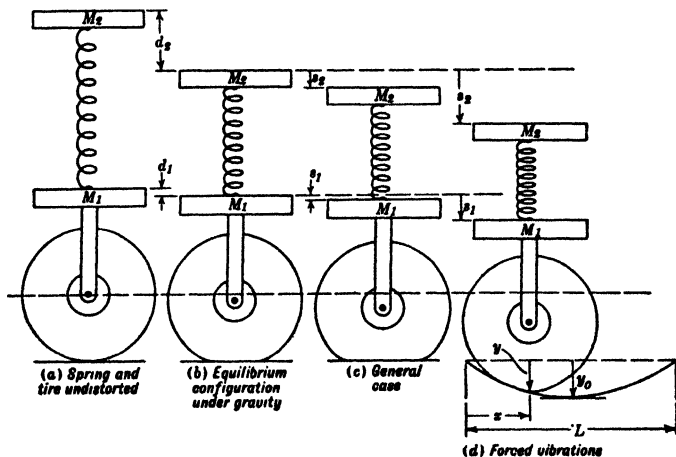 M2
d2
M2
s2
M2
s2
M2
d1
M1
s1
M1
M1
s1
M1
y
y0
x
L
(a) Spring and
tire undistorted
(b) Equilibrium
configuration
under gravity
(c) General
case
(d) Forced vibrations